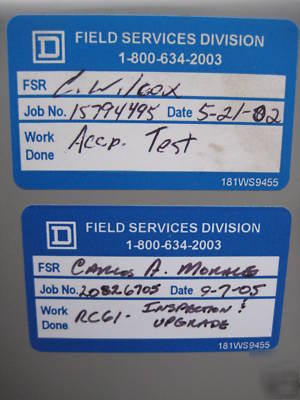 FIELD SERVICES DIVISION
1-800-634-2003
FSR C. Wilcox
Job No. 15794495 Date 5-21-02
Work Done Accp. Test
181WS9455
FIELD SERVICES DIVISION
1-800-634-2003
FSR CARLOS A. MORALES
Job No. 20826705 Date 9-7-05
Work Done RC61- INSPECTION &
UPGRADE
181WS9455